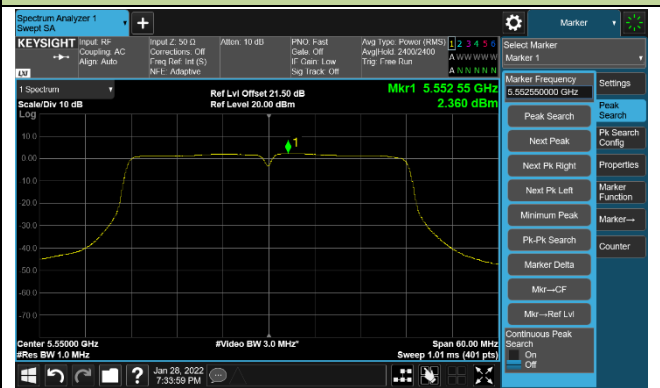 Spectrum Analyzer 1
Swept SA
+
Marker
KEYSIGHT
Input: RF
Coupling: AC
Align: Auto
Input Z: 50 Ω
Corrections: Off
Freq Ref: Int (S)
NFE: Adaptive
Atten: 10 dB
PNO: Fast
Gate: Off
IF Gain: Low
Sig Track: Off
Avg Type: Power (RMS)
Avg|Hold: 2400/2400
Trig: Free Run
1 2 3 4 5 6
A W W W W W
A N N N N N
LXI
Select Marker
Marker 1
1 Spectrum
Scale/Div 10 dB
Log
Ref Lvl Offset 21.50 dB
Ref Level 20.00 dBm
Mkr1 5.552 55 GHz
2.360 dBm
10.0
0.00
-10.0
-20.0
-30.0
-40.0
-50.0
-60.0
-70.0
1
Center 5.55000 GHz
#Res BW 1.0 MHz
#Video BW 3.0 MHz*
Span 60.00 MHz
Sweep 1.01 ms (401 pts)
Marker Frequency
5.552550000 GHz
Peak Search
Next Peak
Next Pk Right
Next Pk Left
Minimum Peak
Pk-Pk Search
Marker Delta
Mkr→CF
Mkr→Ref Lvl
Continuous Peak
Search
On
Off
Settings
Peak
Search
Pk Search
Config
Properties
Marker
Function
Marker→
Counter
?
Jan 28, 2022
7:33:59 PM